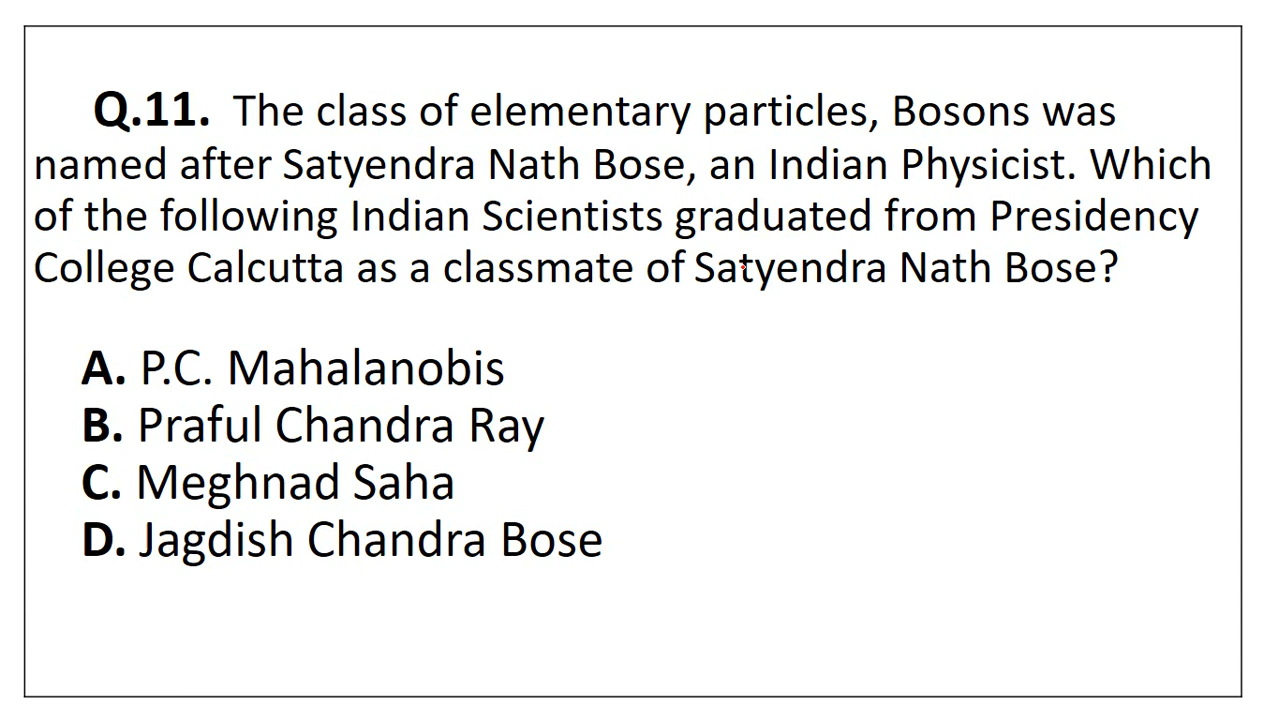 Q.11. The class of elementary particles, Bosons was
named after Satyendra Nath Bose, an Indian Physicist. Which
of the following Indian Scientists graduated from Presidency
College Calcutta as a classmate of Satyendra Nath Bose?
A. P.C. Mahalanobis
B. Praful Chandra Ray
C. Meghnad Saha
D. Jagdish Chandra Bose